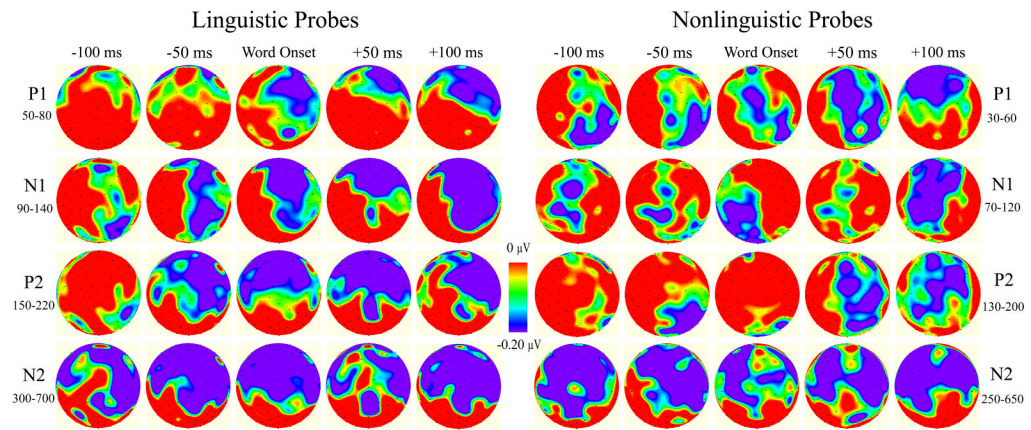 Linguistic Probes
Nonlinguistic Probes
-100 ms -50 ms Word Onset +50 ms +100 ms
-100 ms -50 ms Word Onset +50 ms +100 ms
P1
50-80
P1
30-60
N1
90-140
N1
70-120
0 µV
P2
150-220
P2
130-200
-0.20 µV
N2
300-700
N2
250-650